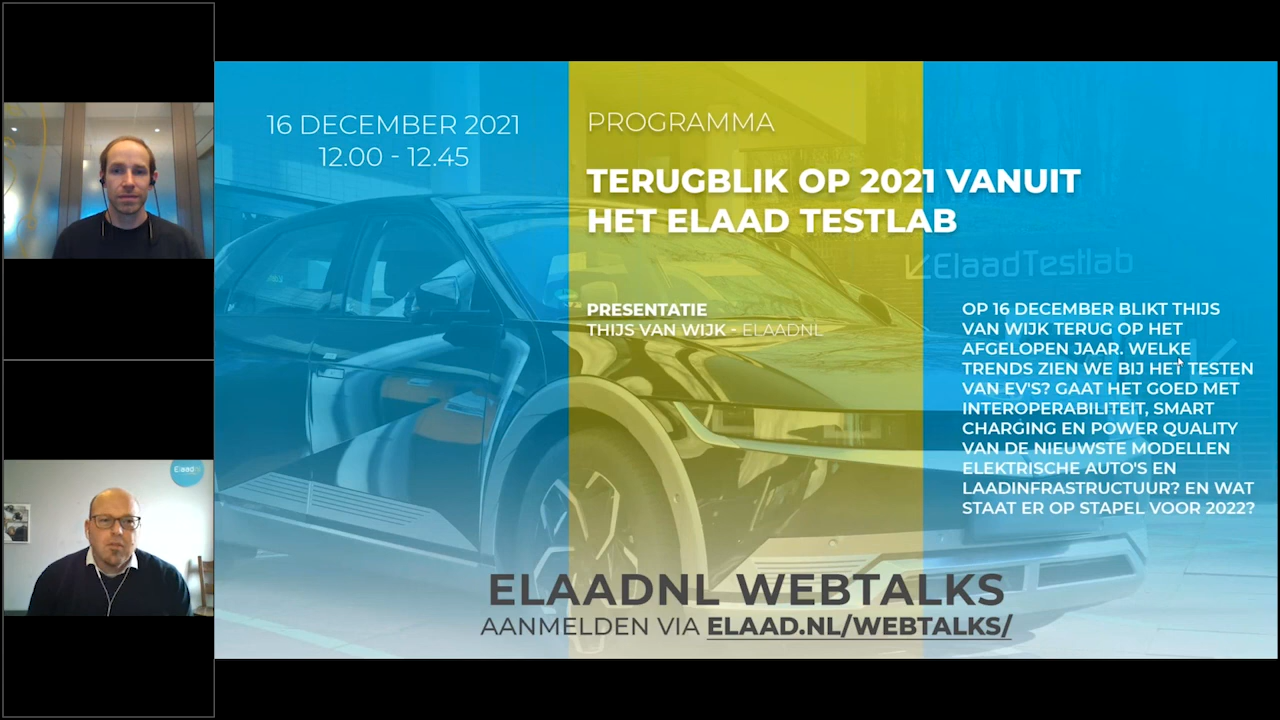 16 DECEMBER 2021
12.00 - 12.45
PROGRAMMA
TERUGBLIK OP 2021 VANUIT
HET ELAAD TESTLAB
ElaadTestlab
PRESENTATIE
THIJS VAN WIJK - ELAADNL
OP 16 DECEMBER BLIKT THIJS
VAN WIJK TERUG OP HET
AFGELOPEN JAAR. WELKE
TRENDS ZIEN WE BIJ HET TESTEN
VAN EV'S? GAAT HET GOED MET
INTEROPERABILITEIT, SMART
CHARGING EN POWER QUALITY
VAN DE NIEUWSTE MODELLEN
ELEKTRISCHE AUTO'S EN
LAADINFRASTRUCTUUR? EN WAT
STAAT ER OP STAPEL VOOR 2022?
ELAADNL WEBTALKS
AANMELDEN VIA ELAAD.NL/WEBTALKS/
Elaadnl